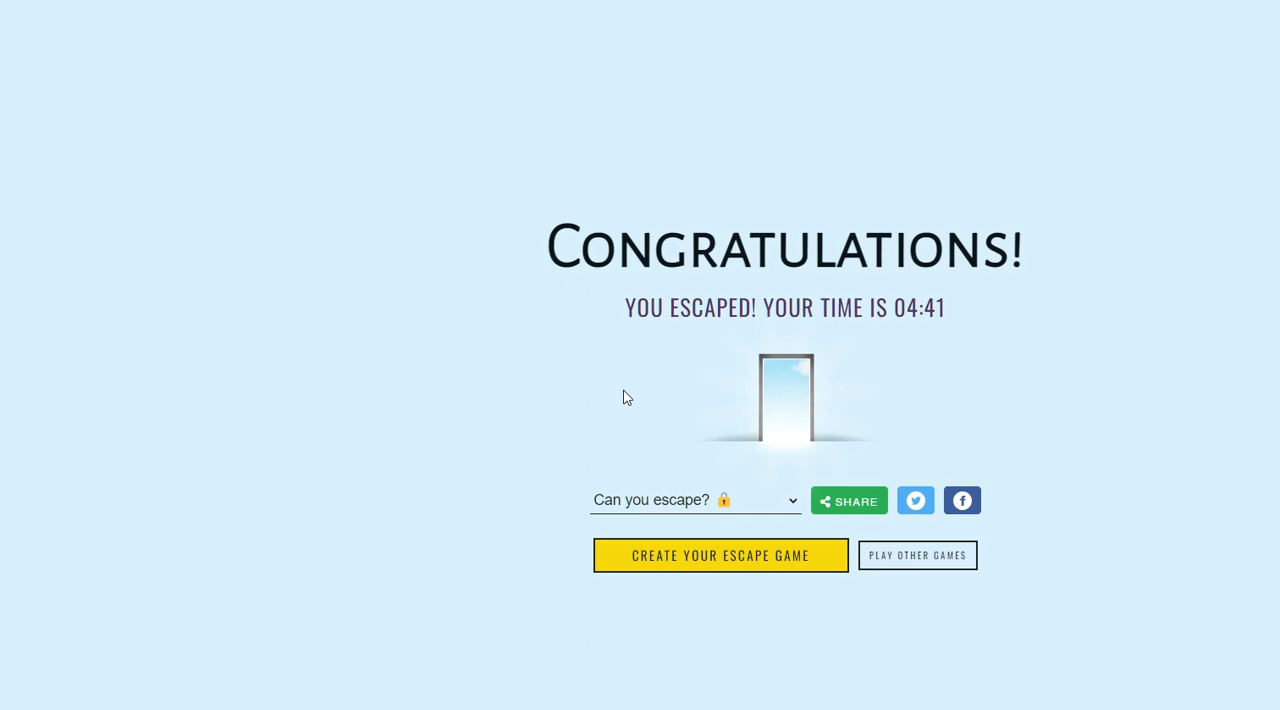 CONGRATULATIONS!
YOU ESCAPED! YOUR TIME IS 04:41
Can you escape? 🔒
SHARE
CREATE YOUR ESCAPE GAME
PLAY OTHER GAMES